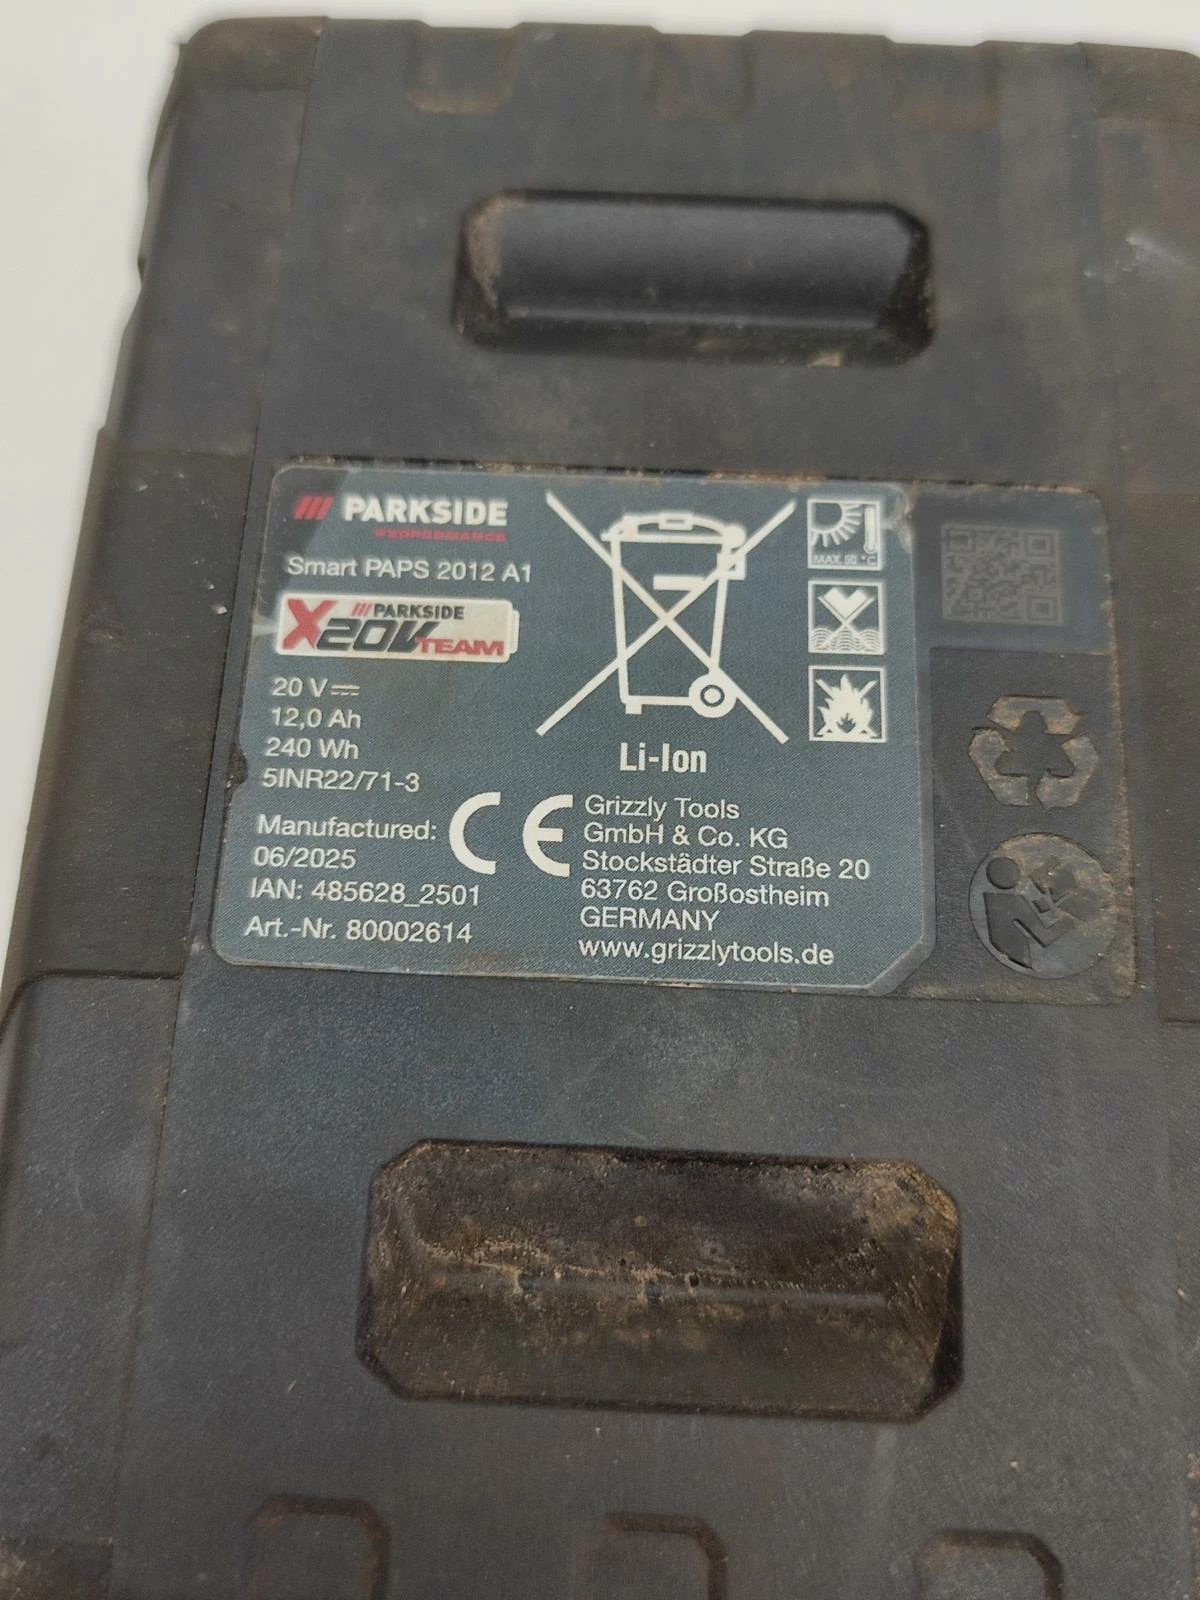 PARKSIDE
PERFORMANCE
Smart PAPS 2012 A1
PARKSIDE
X20V TEAM
20 V
12,0 Ah
240 Wh
5INR22/71-3
Manufactured:
06/2025
IAN: 485628_2501
Art.-Nr. 80002614
CE
Li-Ion
Grizzly Tools
GmbH & Co. KG
Stockstädter Straße 20
63762 Großostheim
GERMANY
www.grizzlytools.de
MAX. 50 °C